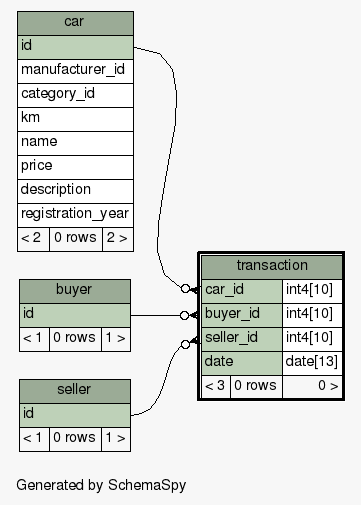 car
id
manufacturer_id
category_id
km
name
price
description
registration_year
< 2 0 rows 2 >
buyer
id
< 1 0 rows 1 >
seller
id
< 1 0 rows 1 >
transaction
car_id int4[10]
buyer_id int4[10]
seller_id int4[10]
date date[13]
< 3 0 rows 0 >
Generated by SchemaSpy